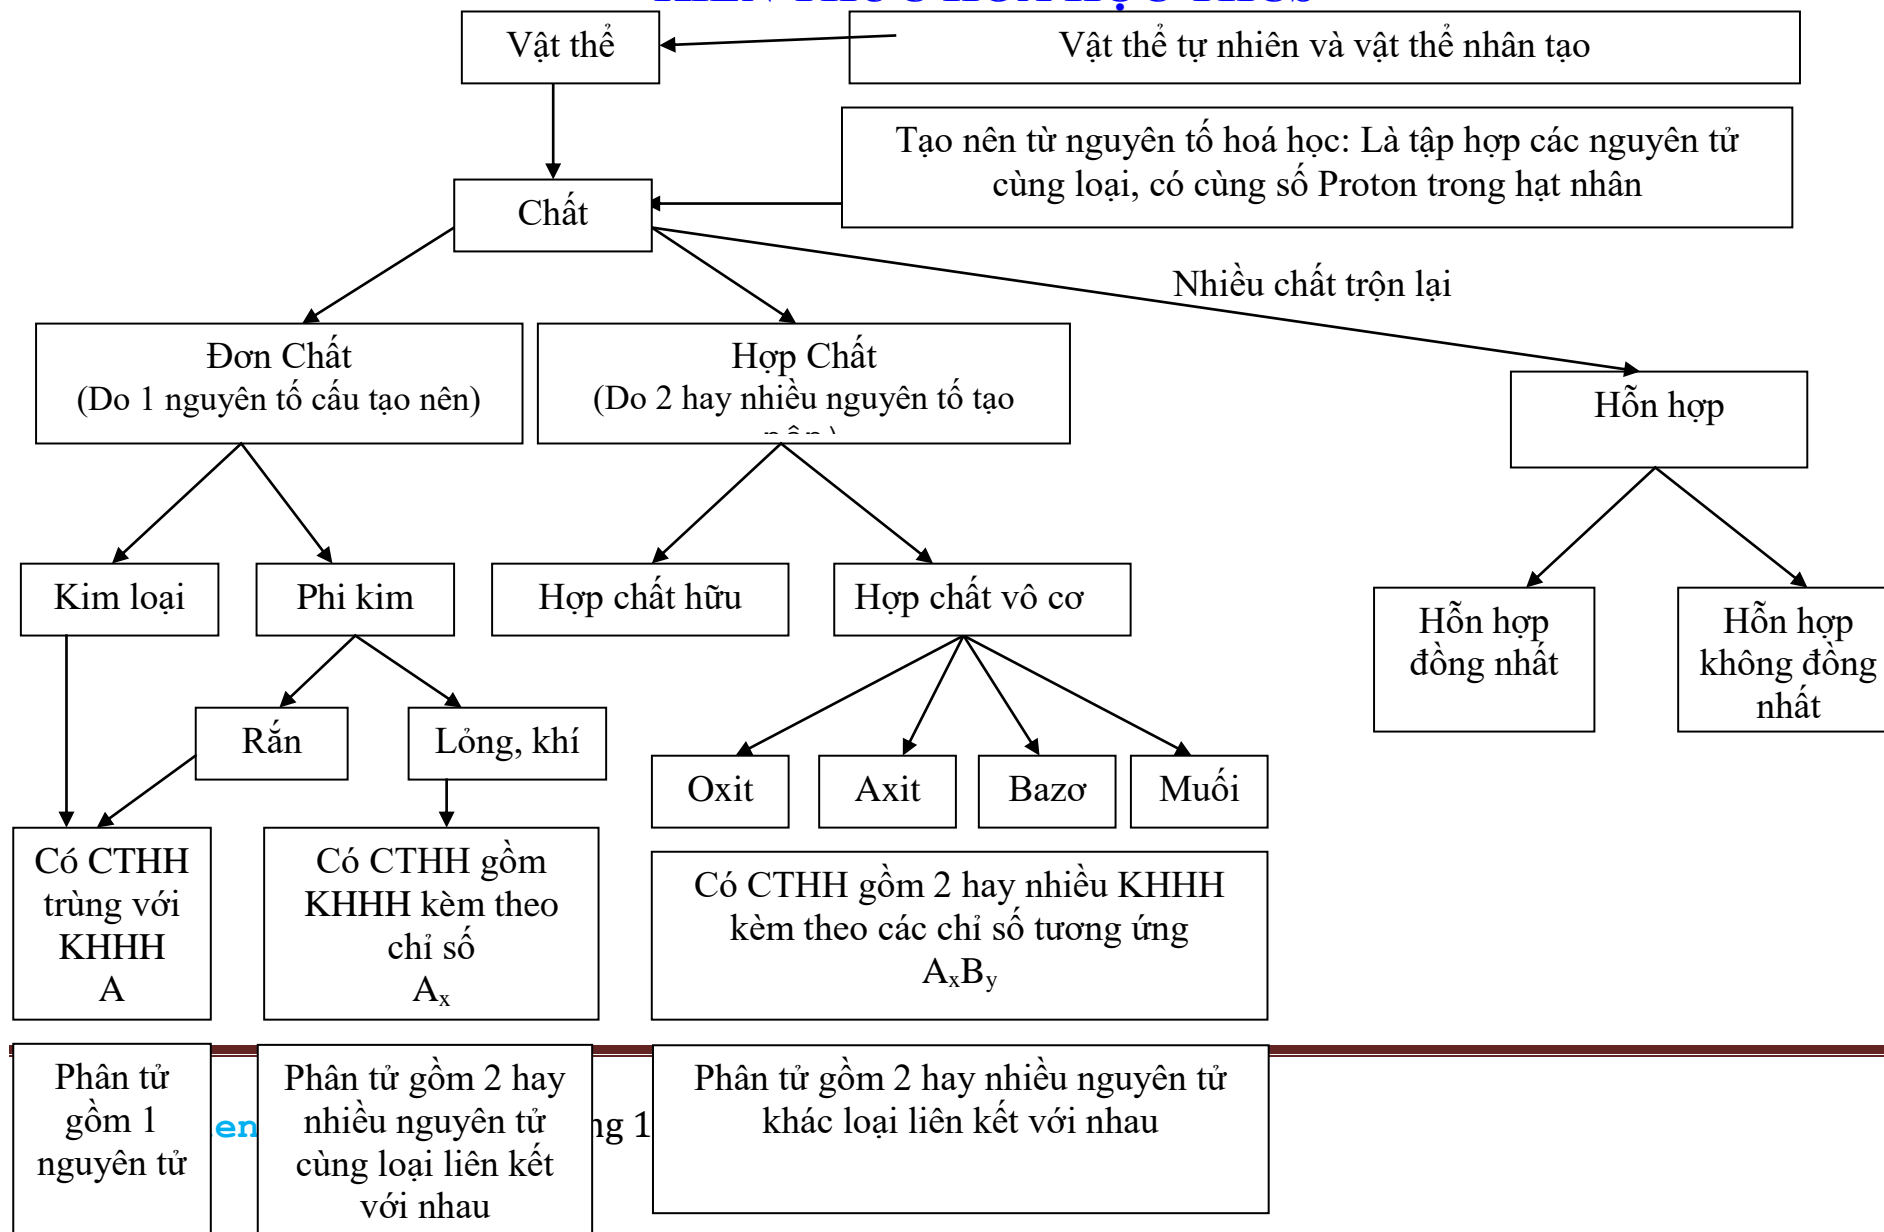 Vật thể
Vật thể tự nhiên và vật thể nhân tạo
Tạo nên từ nguyên tố hoá học: Là tập hợp các nguyên tử
cùng loại, có cùng số Proton trong hạt nhân
Chất
Nhiều chất trộn lại
Đơn Chất
(Do 1 nguyên tố cấu tạo nên)
Hợp Chất
(Do 2 hay nhiều nguyên tố tạo
Hỗn hợp
Kim loại
Phi kim
Hợp chất hữu
Hợp chất vô cơ
Hỗn hợp
đồng nhất
Hỗn hợp
không đồng
nhất
Rắn
Lỏng, khí
Oxit
Axit
Bazơ
Muối
Có CTHH
trùng với
KHHH
A
Có CTHH gồm
KHHH kèm theo
chỉ số
Aₓ
Có CTHH gồm 2 hay nhiều KHHH
kèm theo các chỉ số tương ứng
AₓBᵧ
Phân tử
gồm 1
nguyên tử
en
Phân tử gồm 2 hay
nhiều nguyên tử
cùng loại liên kết
với nhau
ng 1
Phân tử gồm 2 hay nhiều nguyên tử
khác loại liên kết với nhau